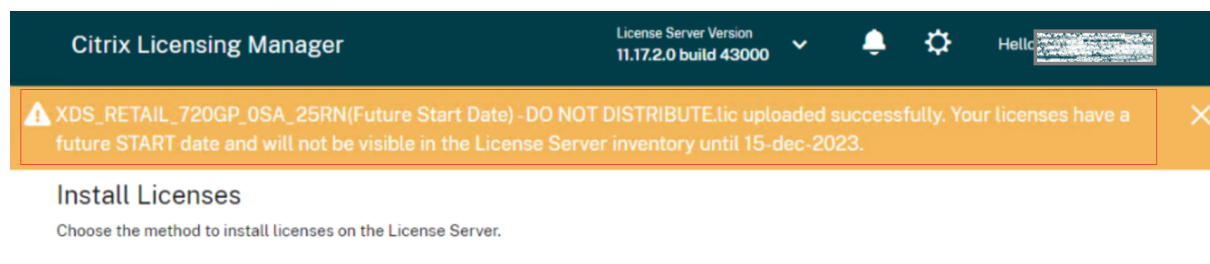 Citrix Licensing Manager
License Server Version
11.17.2.0 build 43000
Hello
XDS_RETAIL_720GP_0SA_25RN(Future Start Date) - DO NOT DISTRIBUTE.lic uploaded successfully. Your licenses have a
future START date and will not be visible in the License Server inventory until 15-dec-2023.
Install Licenses
Choose the method to install licenses on the License Server.